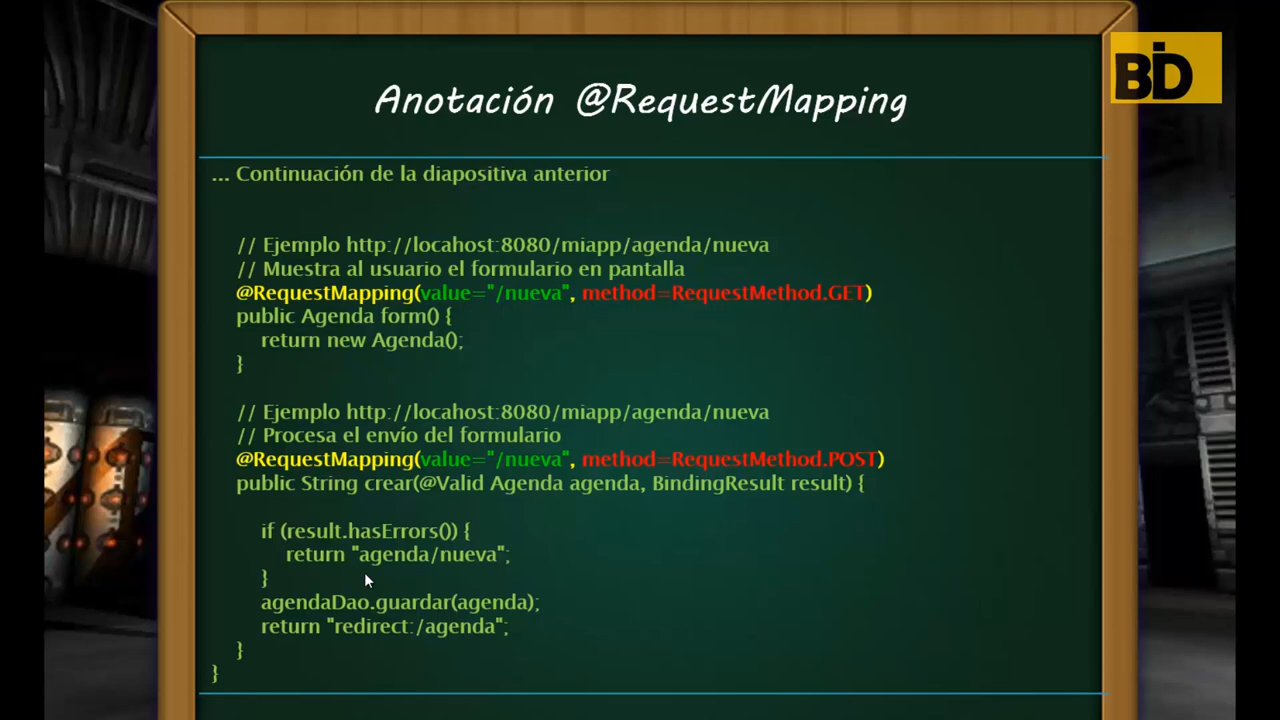 BID
Anotación @RequestMapping
... Continuación de la diapositiva anterior
// Ejemplo http://locahost:8080/miapp/agenda/nueva
// Muestra al usuario el formulario en pantalla
@RequestMapping(value="/nueva", method=RequestMethod.GET)
public Agenda form() {
return new Agenda();
}
// Ejemplo http://locahost:8080/miapp/agenda/nueva
// Procesa el envío del formulario
@RequestMapping(value="/nueva", method=RequestMethod.POST)
public String crear(@Valid Agenda agenda, BindingResult result) {
if (result.hasErrors()) {
return "agenda/nueva";
}
agendaDao.guardar(agenda);
return "redirect:/agenda";
}
}